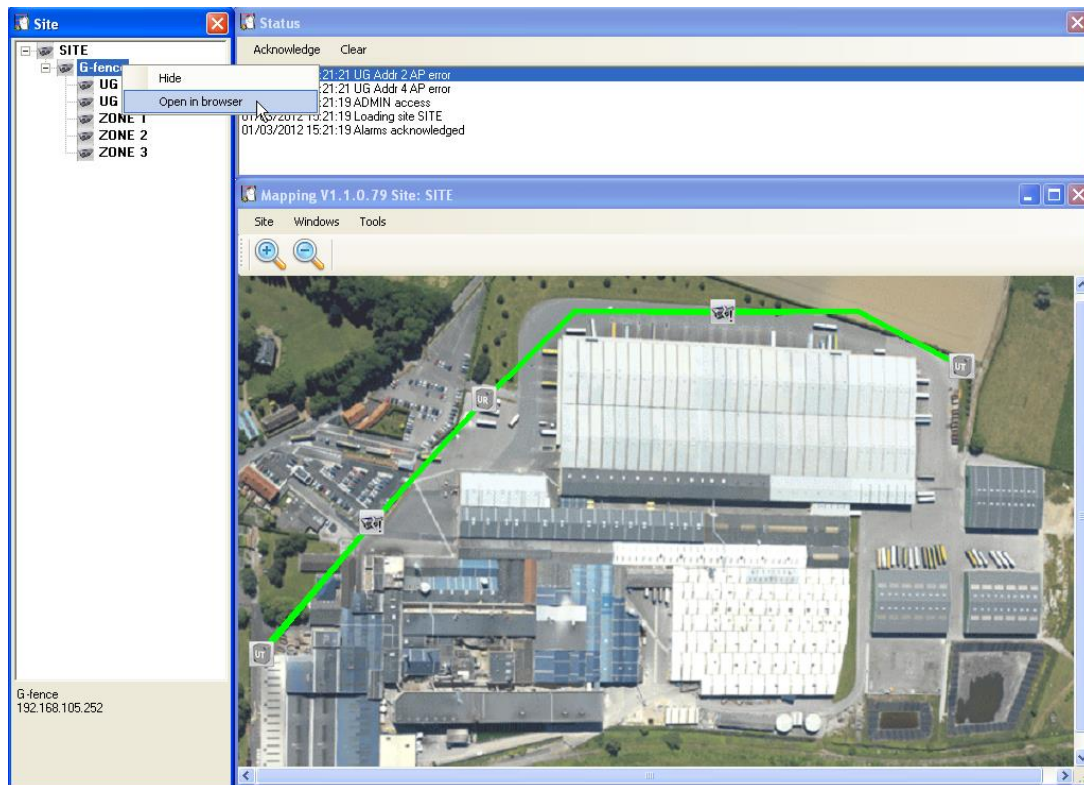 Site
SITE
G-fence
Hide
UG
Open in browser
UG
ZONE 1
ZONE 2
ZONE 3
G-fence
192.168.105.252
Status
Acknowledge Clear
:21:21 UG Addr 2 AP error
:21:21 UG Addr 4 AP error
:21:19 ADMIN access
01/03/2012 15:21:19 Loading site SITE
01/03/2012 15:21:19 Alarms acknowledged
Mapping V1.1.0.79 Site: SITE
Site Windows Tools
UT
UR
UT